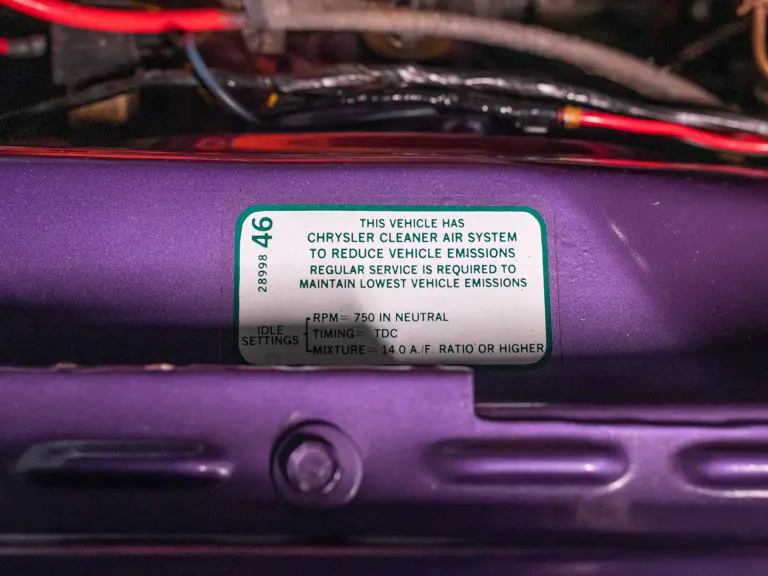 28998 46
THIS VEHICLE HAS
CHRYSLER CLEANER AIR SYSTEM
TO REDUCE VEHICLE EMISSIONS
REGULAR SERVICE IS REQUIRED TO
MAINTAIN LOWEST VEHICLE EMISSIONS
IDLE
SETTINGS
RPM= 750 IN NEUTRAL
TIMING= TDC
MIXTURE= 14.0 A./F. RATIO OR HIGHER